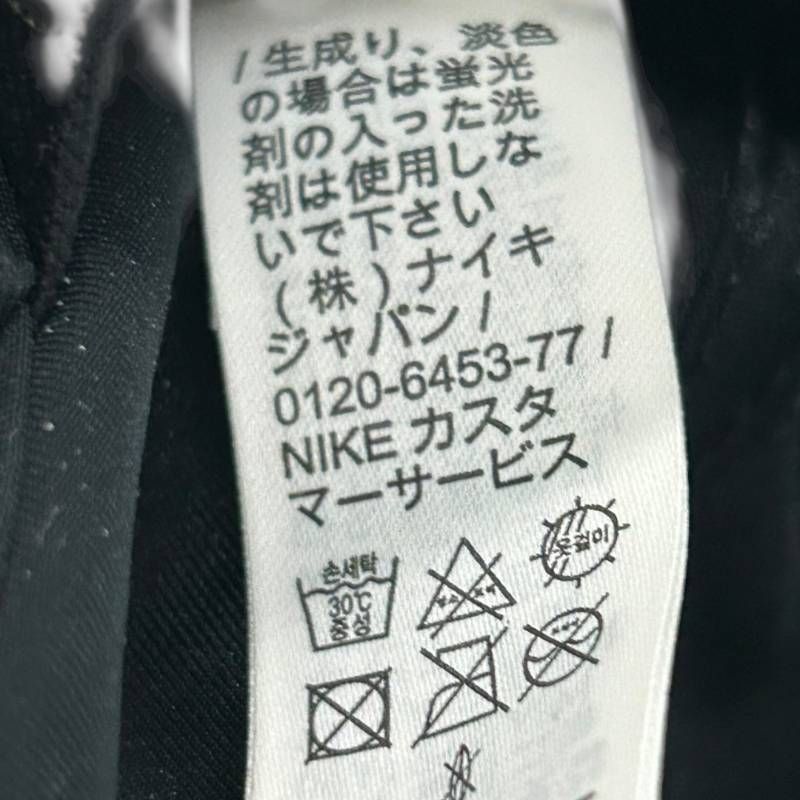 / 生成り、淡色
の場合は蛍光
剤の入った洗
剤は使用しな
いで下さい
(株)ナイキ
ジャパン /
0120-6453-77 /
NIKE カスタ
マーサービス
손세탁
30℃
중성
옷걸이